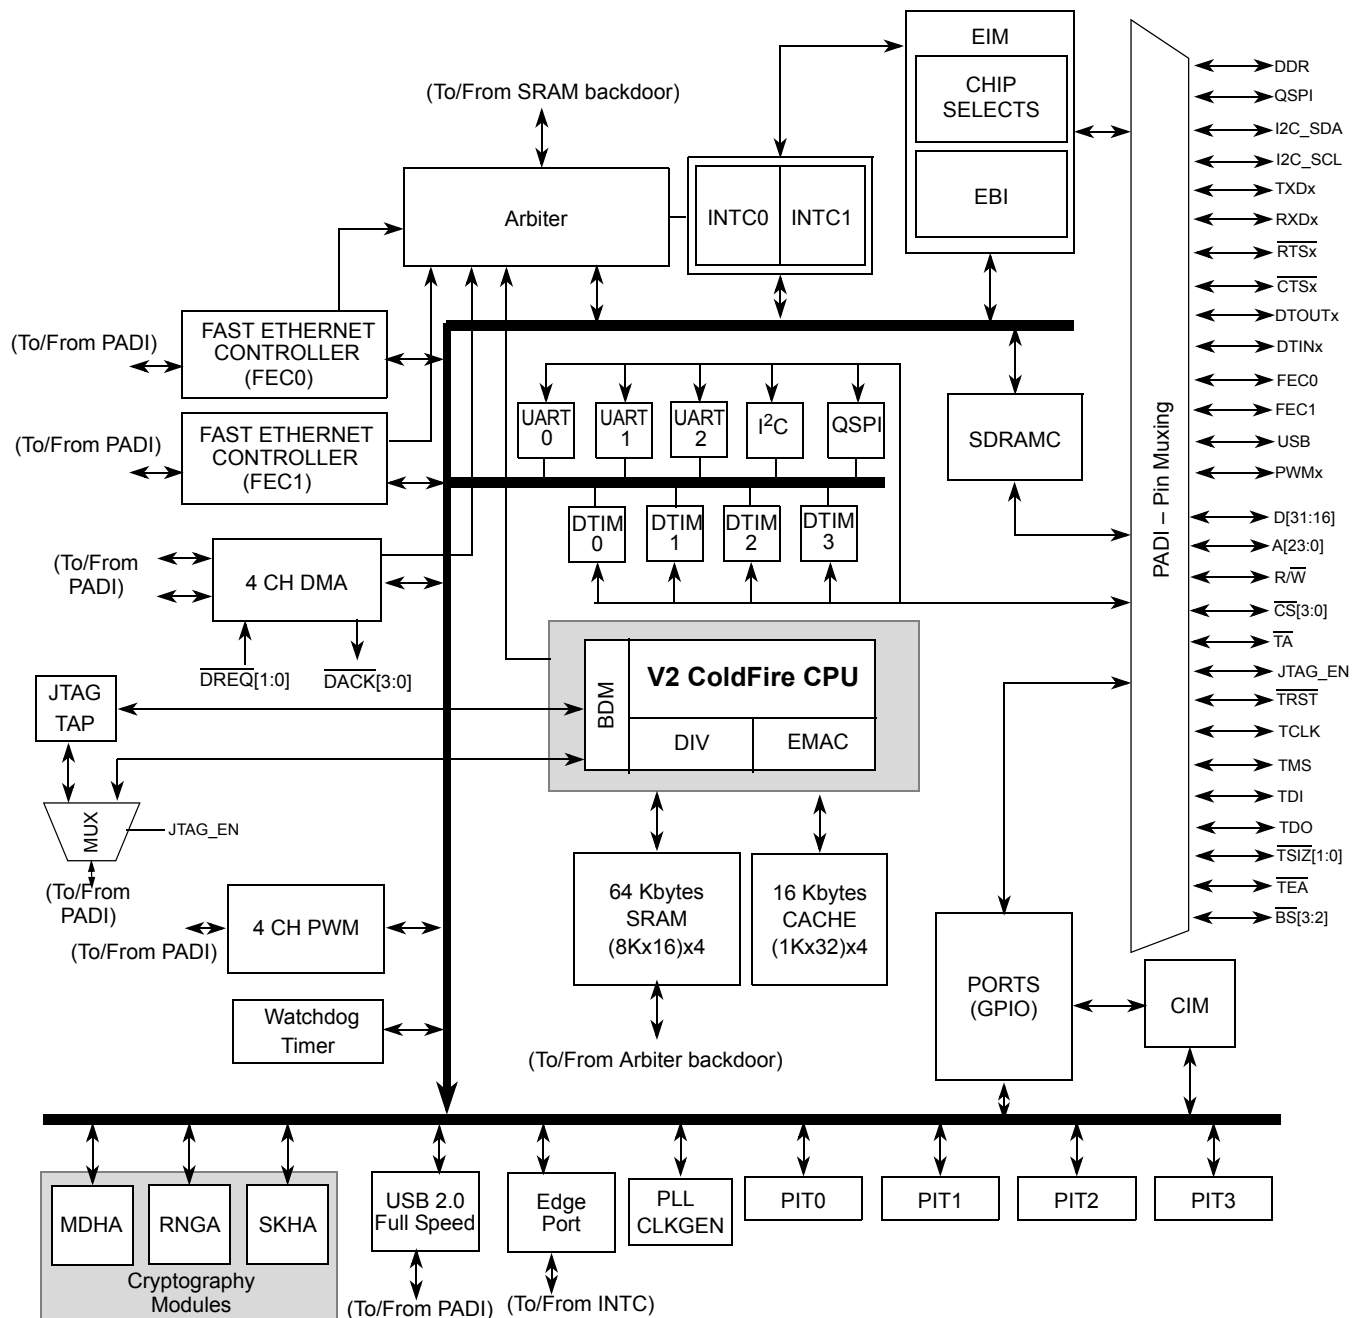 EIM
CHIP
SELECTS
EBI
(To/From SRAM backdoor)
Arbiter
INTC0
INTC1
FAST ETHERNET
CONTROLLER
(FEC0)
(To/From PADI)
FAST ETHERNET
CONTROLLER
(FEC1)
(To/From PADI)
UART
0
UART
1
UART
2
I²C
QSPI
SDRAMC
DTIM
0
DTIM
1
DTIM
2
DTIM
3
(To/From
PADI)
4 CH DMA
DREQ[1:0]
DACK[3:0]
JTAG
TAP
BDM
V2 ColdFire CPU
DIV
EMAC
MUX
JTAG_EN
(To/From
PADI)
4 CH PWM
(To/From PADI)
64 Kbytes
SRAM
(8Kx16)x4
16 Kbytes
CACHE
(1Kx32)x4
Watchdog
Timer
(To/From Arbiter backdoor)
PORTS
(GPIO)
CIM
PADI – Pin Muxing
DDR
QSPI
I2C_SDA
I2C_SCL
TXDx
RXDx
RTSx
CTSx
DTOUTx
DTINx
FEC0
FEC1
USB
PWMx
D[31:16]
A[23:0]
R/W
CS[3:0]
TA
JTAG_EN
TRST
TCLK
TMS
TDI
TDO
TSIZ[1:0]
TEA
BS[3:2]
MDHA
RNGA
SKHA
Cryptography
Modules
USB 2.0
Full Speed
(To/From PADI)
Edge
Port
(To/From INTC)
PLL
CLKGEN
PIT0
PIT1
PIT2
PIT3